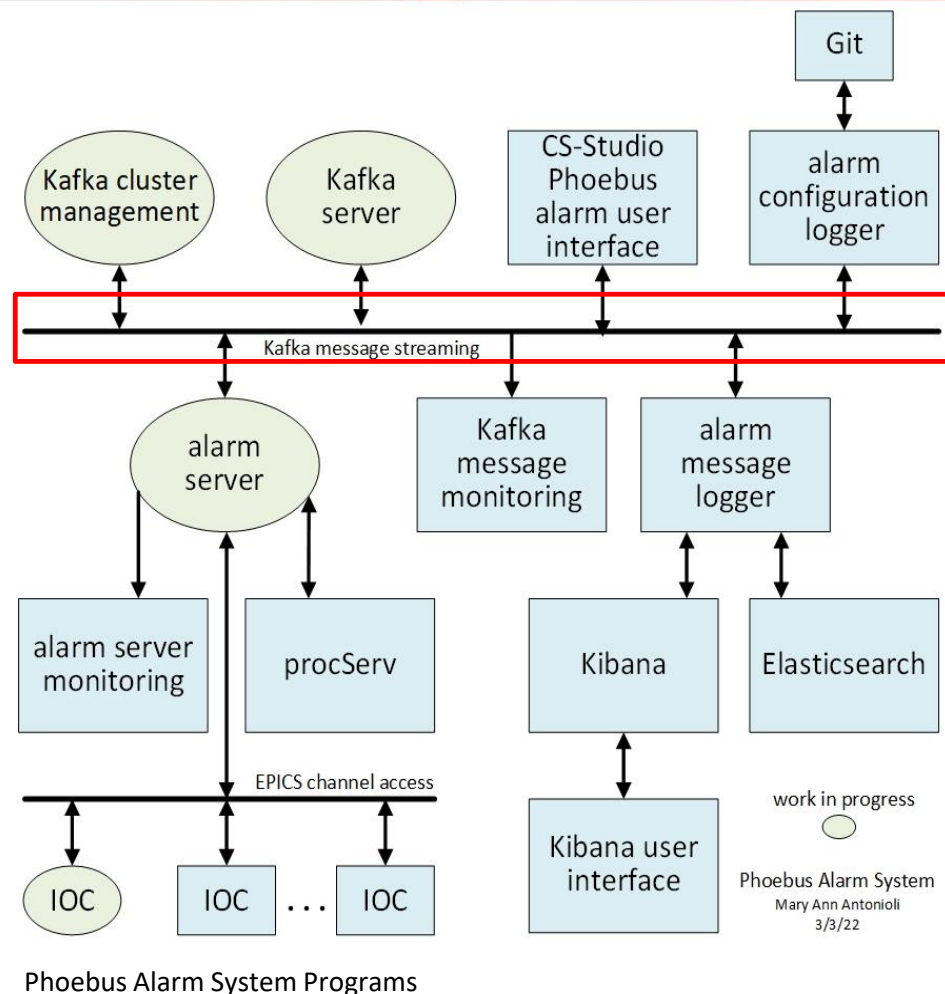 Git
Kafka cluster
management
Kafka
server
CS-Studio
Phoebus
alarm user
interface
alarm
configuration
logger
Kafka message streaming
alarm
server
Kafka
message
monitoring
alarm
message
logger
alarm server
monitoring
procServ
Kibana
Elasticsearch
EPICS channel access
IOC
IOC
...
IOC
Kibana user
interface
work in progress
Phoebus Alarm System
Mary Ann Antonioli
3/3/22
Phoebus Alarm System Programs